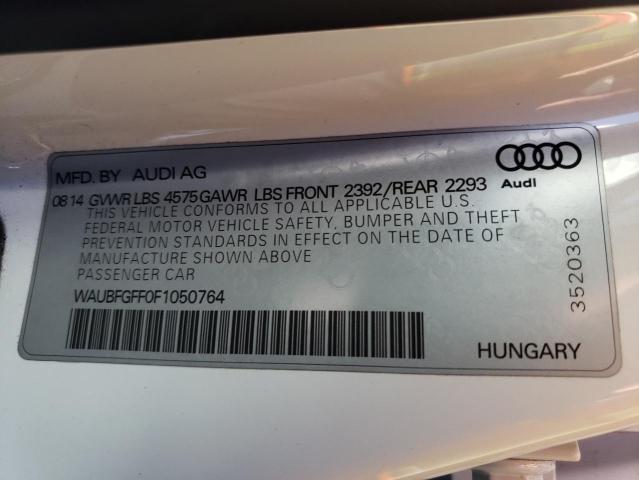 MFD. BY AUDI AG
Audi
08 14 GVWR LBS 4575 GAWR LBS FRONT 2392/REAR 2293
THIS VEHICLE CONFORMS TO ALL APPLICABLE U.S.
FEDERAL MOTOR VEHICLE SAFETY, BUMPER AND THEFT
PREVENTION STANDARDS IN EFFECT ON THE DATE OF
MANUFACTURE SHOWN ABOVE
PASSENGER CAR
WAUBFGFF0F1050764
3520363
HUNGARY